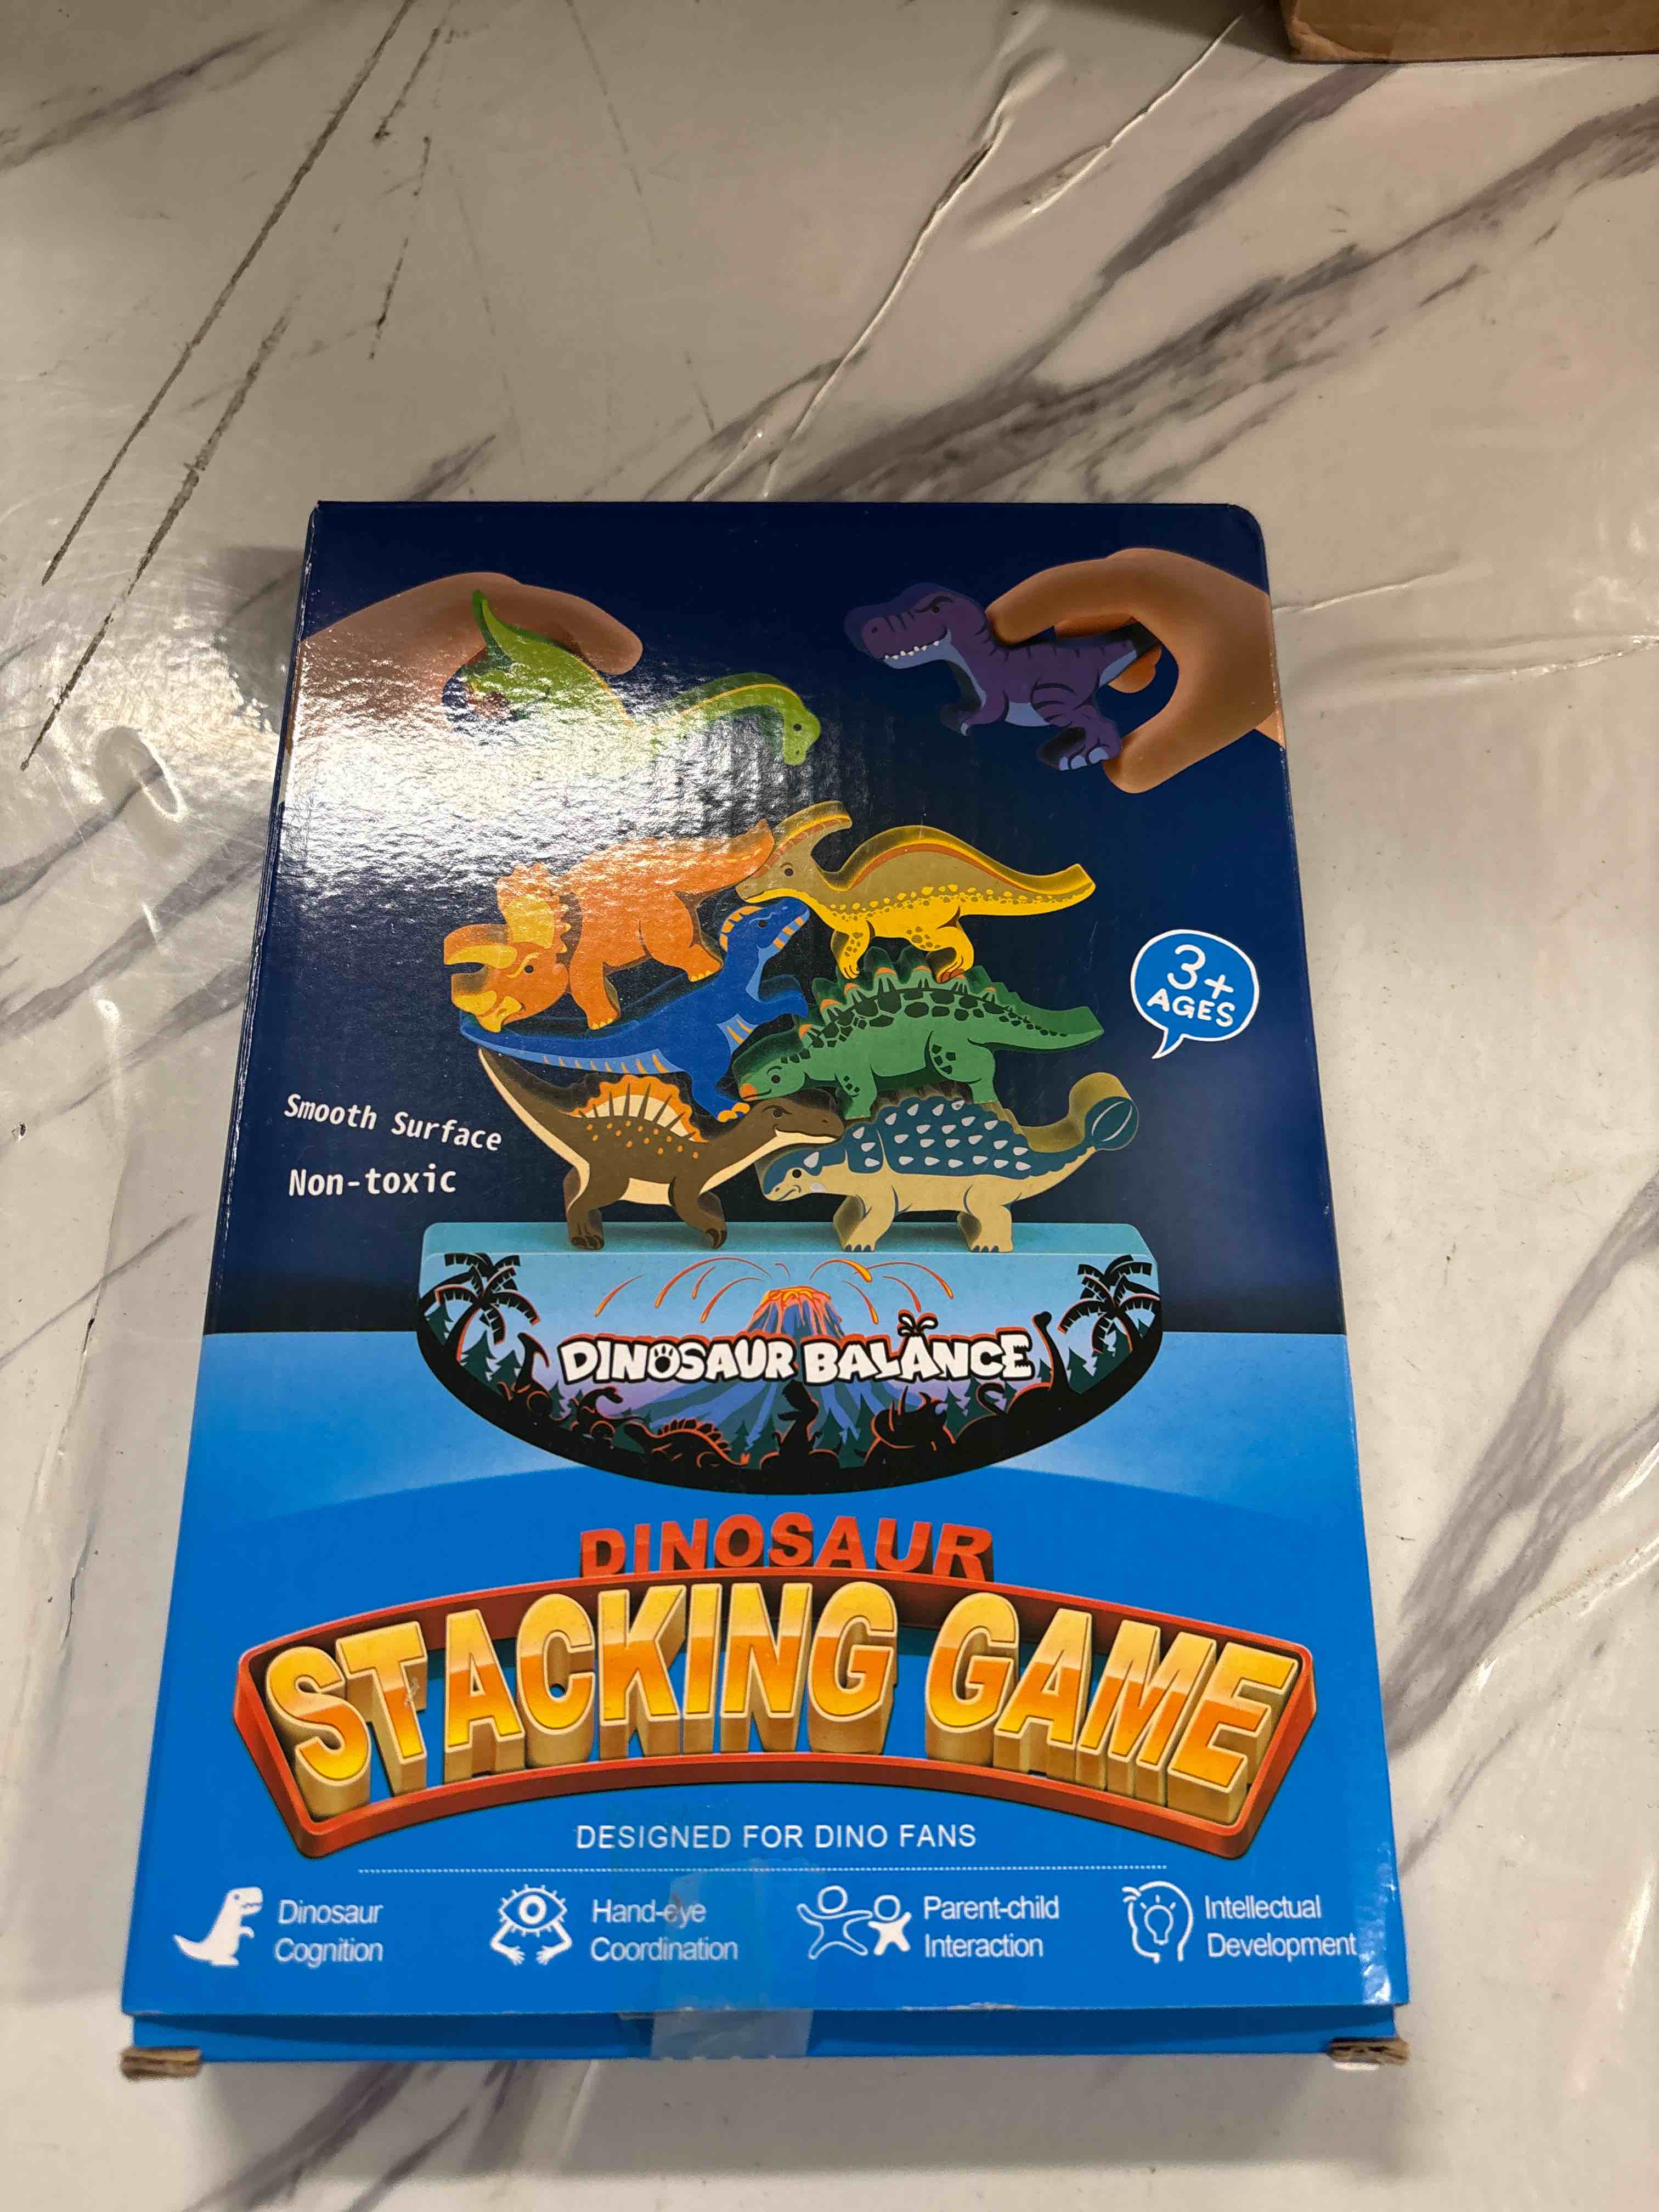 3+
AGES
Smooth Surface
Non-toxic
DINOSAUR BALANCE
DINOSAUR
STACKING GAME
DESIGNED FOR DINO FANS
Dinosaur
Cognition
Hand-eye
Coordination
Parent-child
Interaction
Intellectual
Development